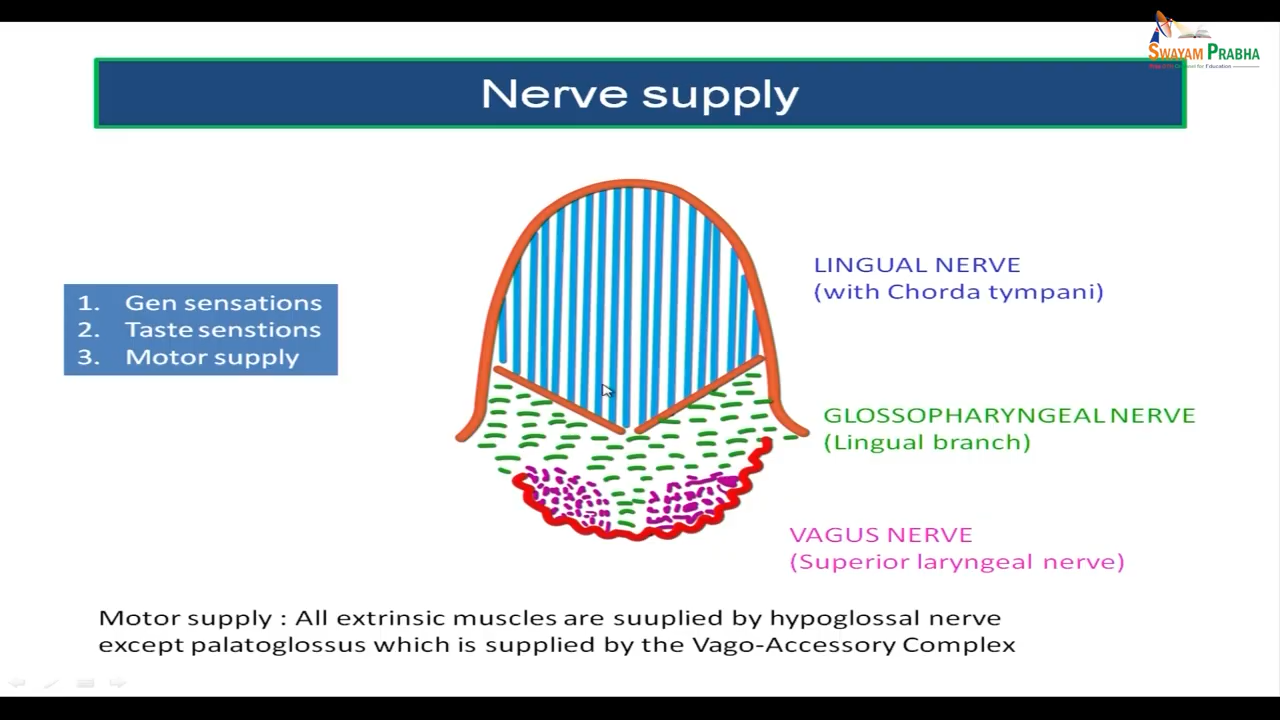 SWAYAM PRABHA
Nerve supply
LINGUAL NERVE
(with Chorda tympani)
1. Gen sensations
2. Taste senstions
3. Motor supply
GLOSSOPHARYNGEAL NERVE
(Lingual branch)
VAGUS NERVE
(Superior laryngeal nerve)
Motor supply : All extrinsic muscles are suuplied by hypoglossal nerve
except palatoglossus which is supplied by the Vago-Accessory Complex